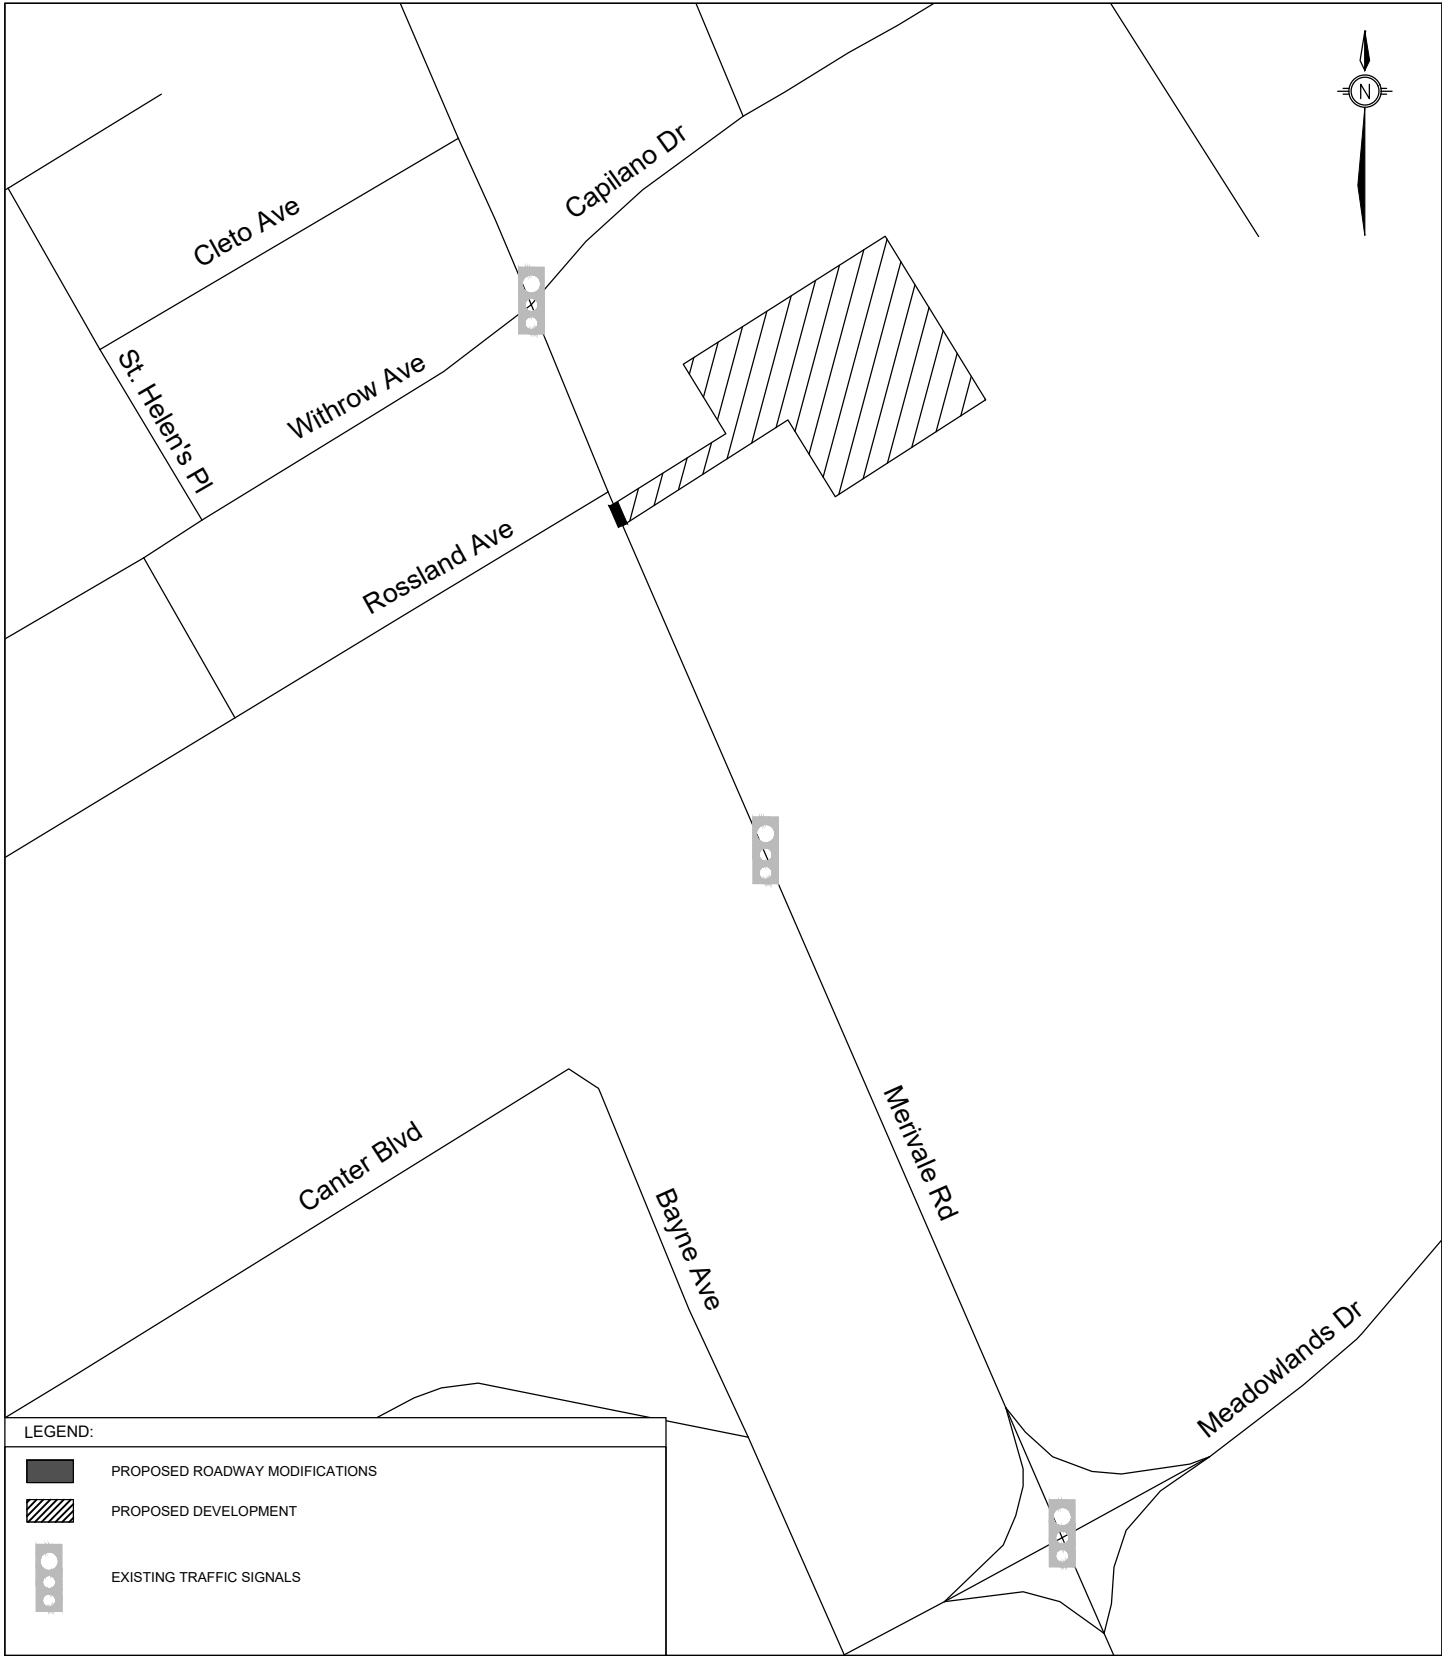 N
Capilano Dr
Cleto Ave
St. Helen's Pl
Withrow Ave
Rossland Ave
Merivale Rd
Canter Blvd
Bayne Ave
Meadowlands Dr
LEGEND:
PROPOSED ROADWAY MODIFICATIONS
PROPOSED DEVELOPMENT
EXISTING TRAFFIC SIGNALS